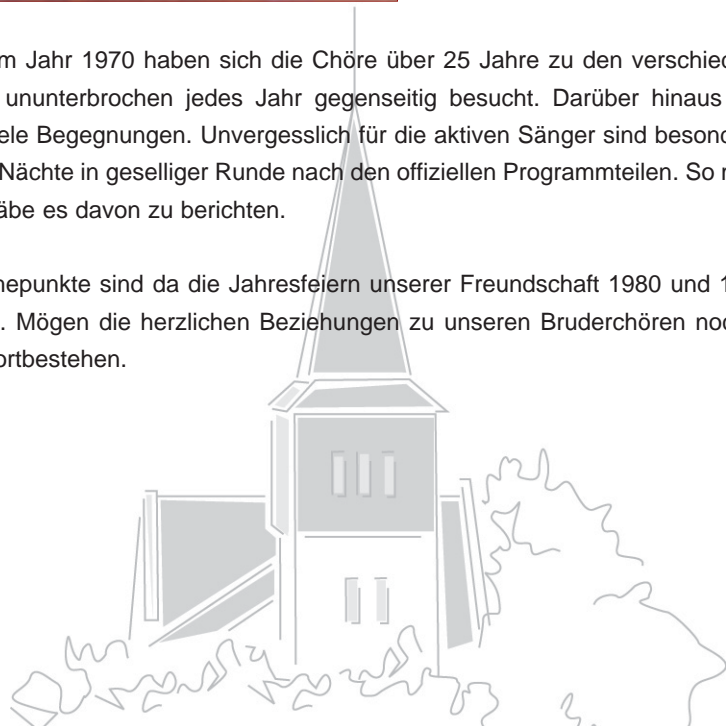 m Jahr 1970 haben sich die Chöre über 25 Jahre zu den verschied
ununterbrochen jedes Jahr gegenseitig besucht. Darüber hinaus
ele Begegnungen. Unvergesslich für die aktiven Sänger sind besond
Nächte in geselliger Runde nach den offiziellen Programmteilen. So
äbe es davon zu berichten.
nepunkte sind da die Jahresfeiern unserer Freundschaft 1980 und 1
. Mögen die herzlichen Beziehungen zu unseren Bruderchören noc
ortbestehen.